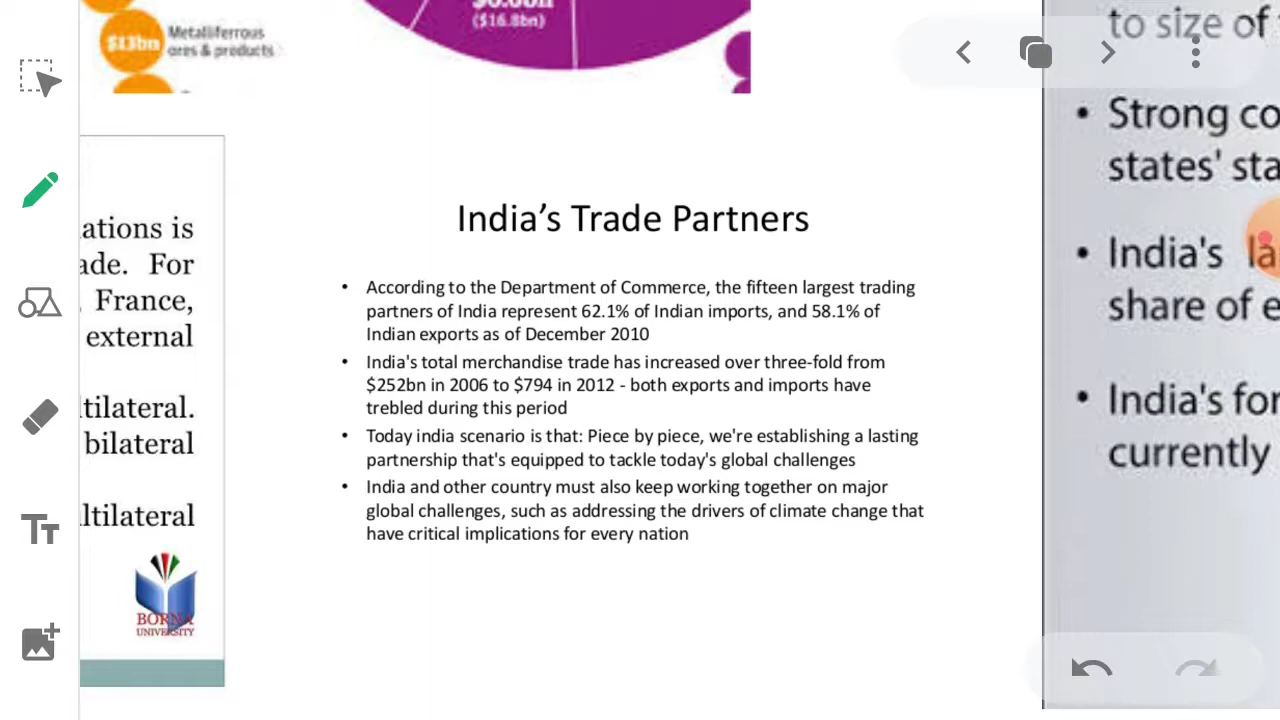 ($16.8bn)
$13bn
Metalliferrous
ores & products
to size of
Strong co
states' sta
India's la
share of e
India's for
currently
ations is
ade. For
France,
external
tilateral.
bilateral
ltilateral
BORNA
UNIVERSITY
India's Trade Partners
• According to the Department of Commerce, the fifteen largest trading
partners of India represent 62.1% of Indian imports, and 58.1% of
Indian exports as of December 2010
• India's total merchandise trade has increased over three-fold from
$252bn in 2006 to $794 in 2012 - both exports and imports have
trebled during this period
• Today india scenario is that: Piece by piece, we're establishing a lasting
partnership that's equipped to tackle today's global challenges
• India and other country must also keep working together on major
global challenges, such as addressing the drivers of climate change that
have critical implications for every nation
Tт